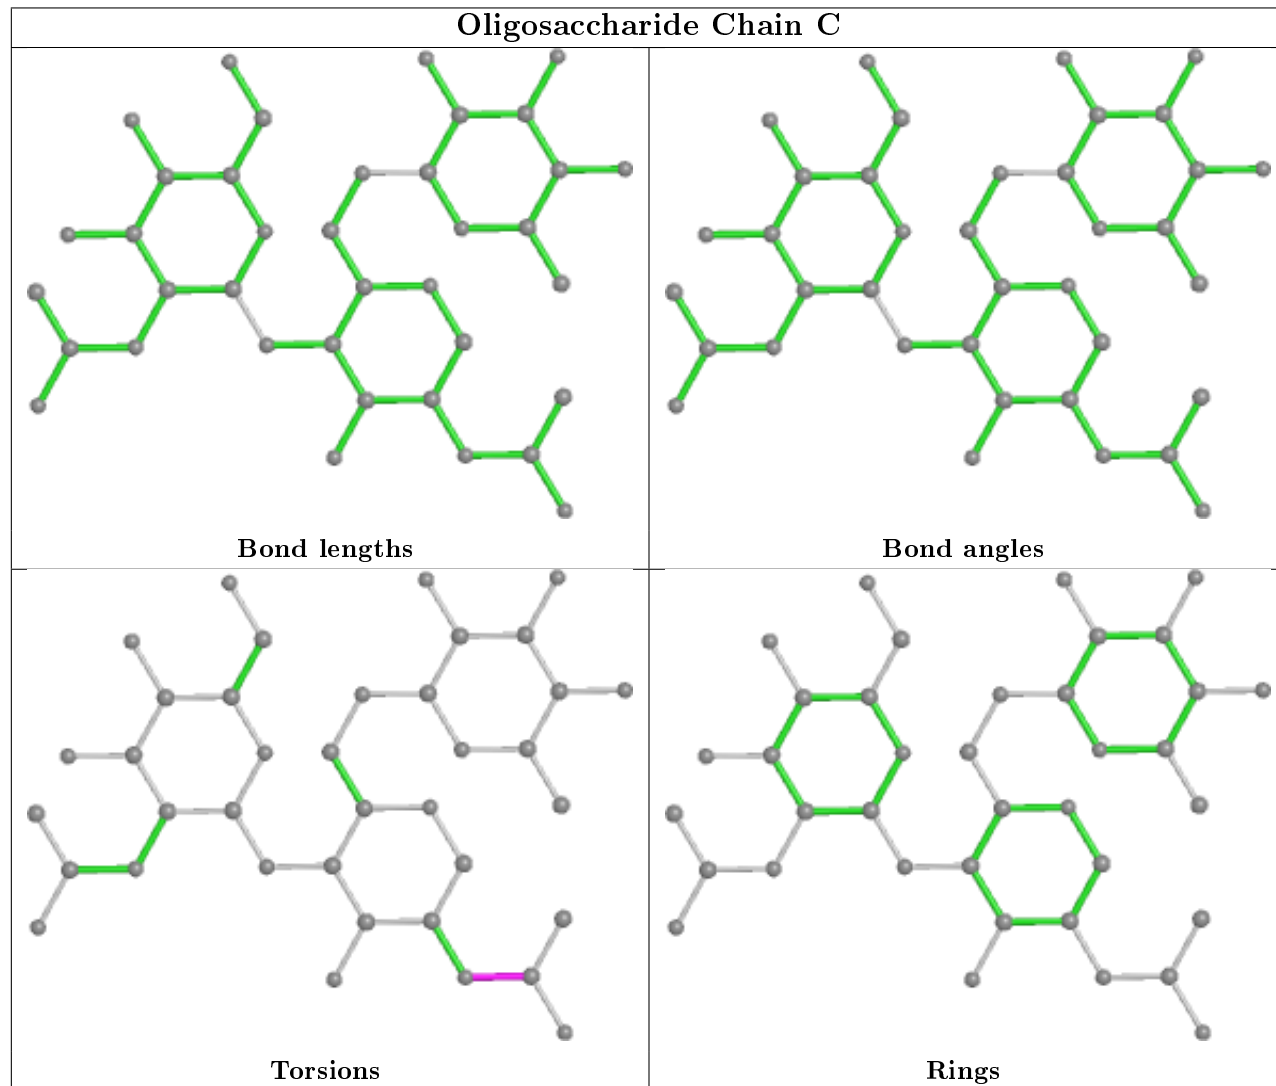 Oligosaccharide Chain C
Bond lengths
Bond angles
Torsions
Rings